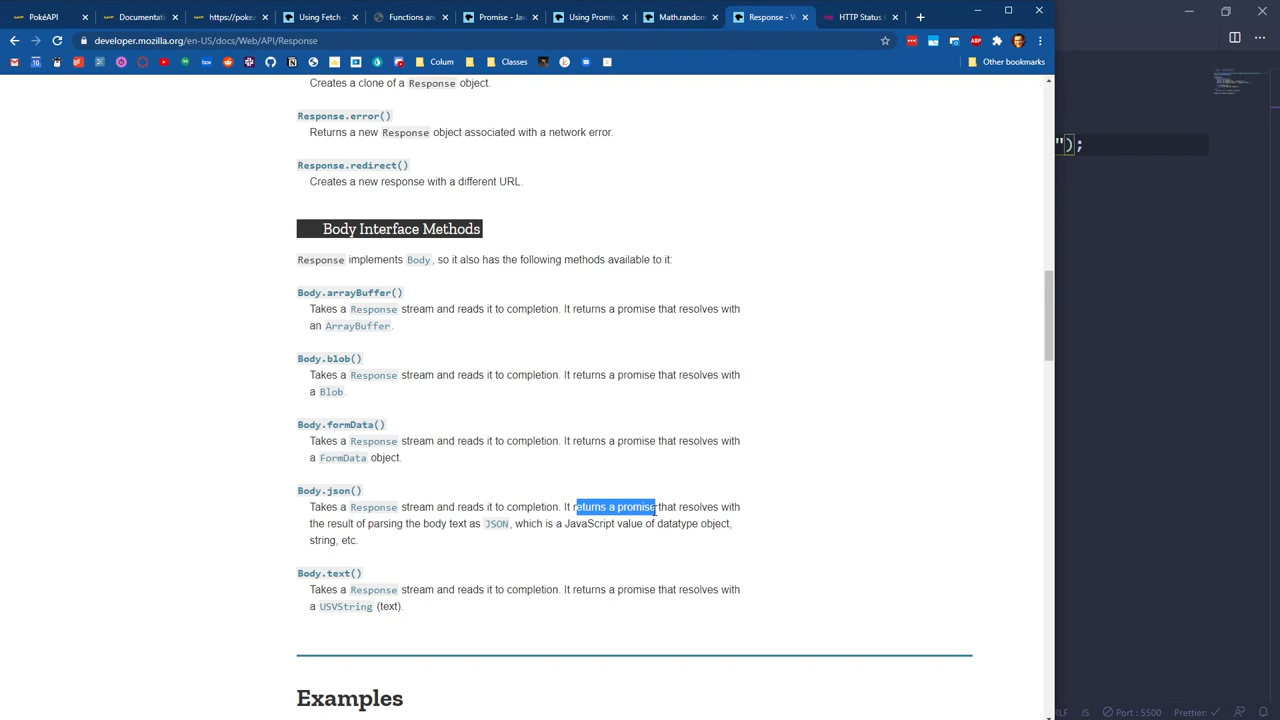 PokéAPI
Documentati
https://pokea
Using Fetch -
Functions an
Promise - Jav
Using Promis
Math.random
Response - W
HTTP Status
developer.mozilla.org/en-US/docs/Web/API/Response
Colum
Classes
Other bookmarks
Creates a clone of a Response object.
Response.error()
Returns a new Response object associated with a network error.
Response.redirect()
Creates a new response with a different URL.
Body Interface Methods
Response implements Body, so it also has the following methods available to it:
Body.arrayBuffer()
Takes a Response stream and reads it to completion. It returns a promise that resolves with
an ArrayBuffer.
Body.blob()
Takes a Response stream and reads it to completion. It returns a promise that resolves with
a Blob.
Body.formData()
Takes a Response stream and reads it to completion. It returns a promise that resolves with
a FormData object.
Body.json()
Takes a Response stream and reads it to completion. It returns a promise that resolves with
the result of parsing the body text as JSON, which is a JavaScript value of datatype object,
string, etc.
Body.text()
Takes a Response stream and reads it to completion. It returns a promise that resolves with
a USVString (text).
Examples
");
RLF JS Port : 5500 Prettier: ✓